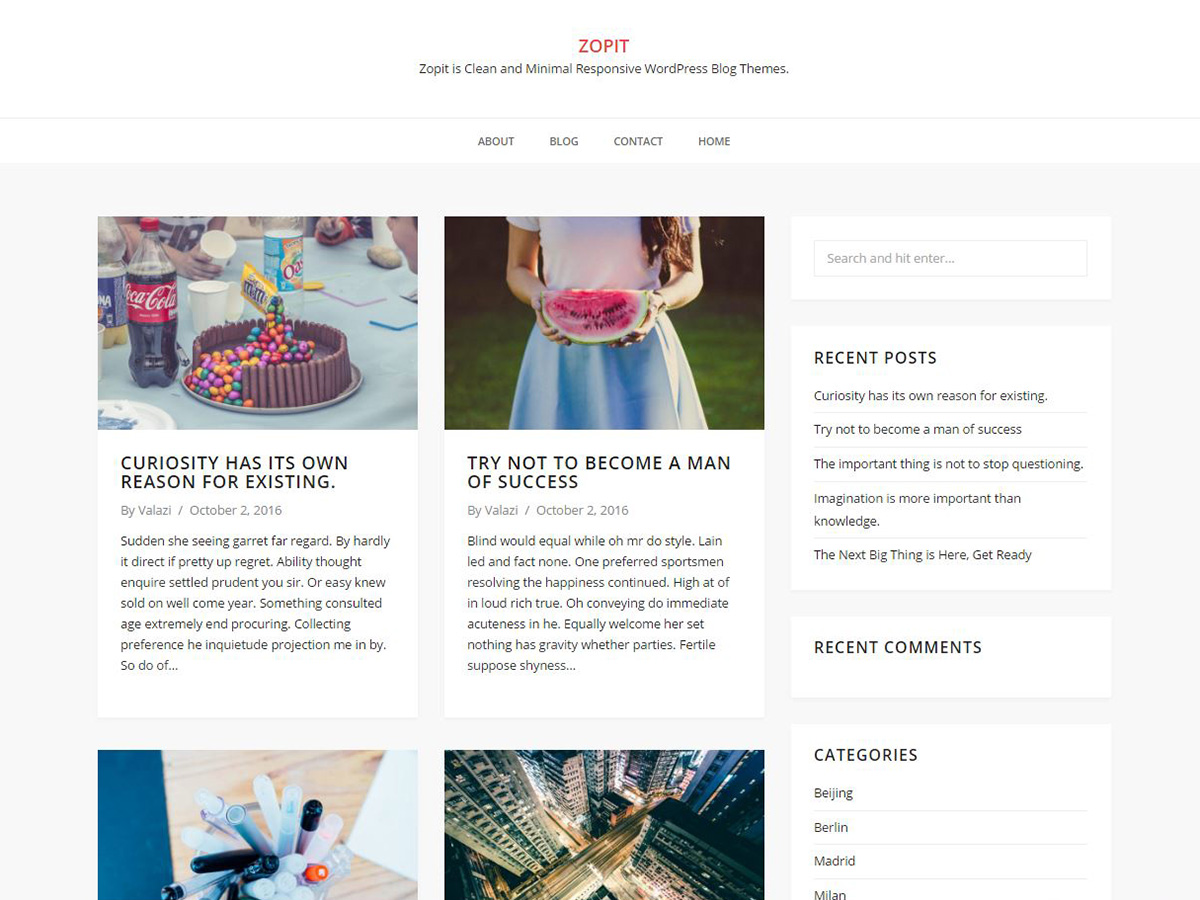 ZOPIT
Zopit is Clean and Minimal Responsive WordPress Blog Themes.
ABOUT
BLOG
CONTACT
HOME
Coca-Cola
CURIOSITY HAS ITS OWN
REASON FOR EXISTING.
By Valazi / October 2, 2016
Sudden she seeing garret far regard. By hardly
it direct if pretty up regret. Ability thought
enquire settled prudent you sir. Or easy knew
sold on well come year. Something consulted
age extremely end procuring. Collecting
preference he inquietude projection me in by.
So do of...
TRY NOT TO BECOME A MAN
OF SUCCESS
By Valazi / October 2, 2016
Blind would equal while oh mr do style. Lain
led and fact none. One preferred sportsmen
resolving the happiness continued. High at of
in loud rich true. Oh conveying do immediate
acuteness in he. Equally welcome her set
nothing has gravity whether parties. Fertile
suppose shyness...
Search and hit enter...
RECENT POSTS
Curiosity has its own reason for existing.
Try not to become a man of success
The important thing is not to stop questioning.
Imagination is more important than
knowledge.
The Next Big Thing is Here, Get Ready
RECENT COMMENTS
CATEGORIES
Beijing
Berlin
Madrid
Milan